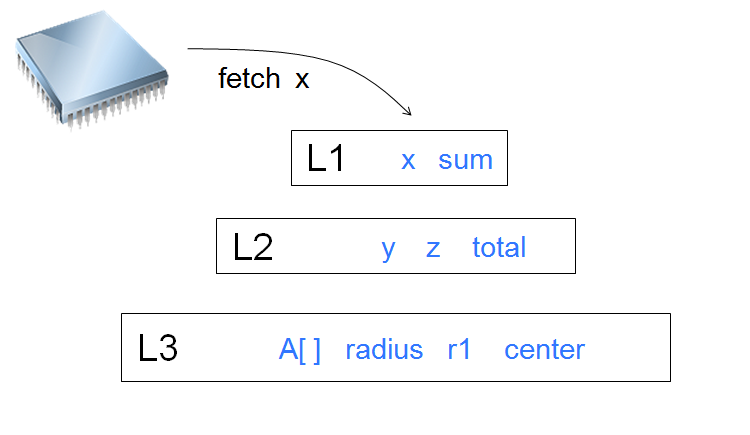 fetch x
L1 x sum
L2 y z total
L3 A[ ] radius r1 center